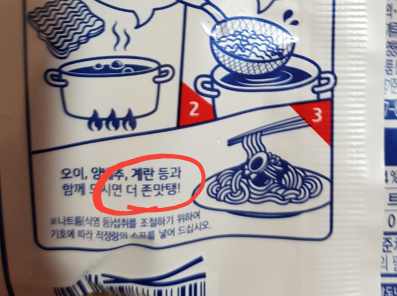 2
3
오이, 양배추, 계란 등과
함께 드시면 더 존맛탱!
※나트륨(식염 등)섭취를 조절하기 위하여
기호에 따라 적정량의 스프를 넣어 드십시오.